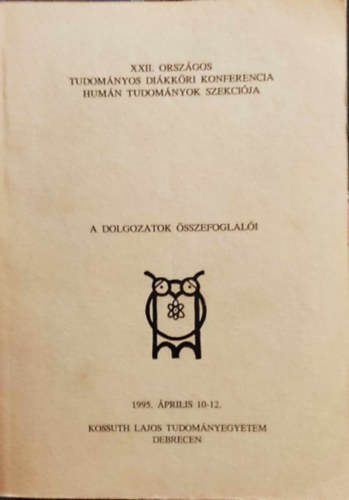 XXII. ORSZÁGOS
TUDOMÁNYOS DIÁKKÖRI KONFERENCIA
HUMÁN TUDOMÁNYOK SZEKCIÓJA
A DOLGOZATOK ÖSSZEFOGLALÓI
1995. ÁPRILIS 10-12.
KOSSUTH LAJOS TUDOMÁNYEGYETEM
DEBRECEN